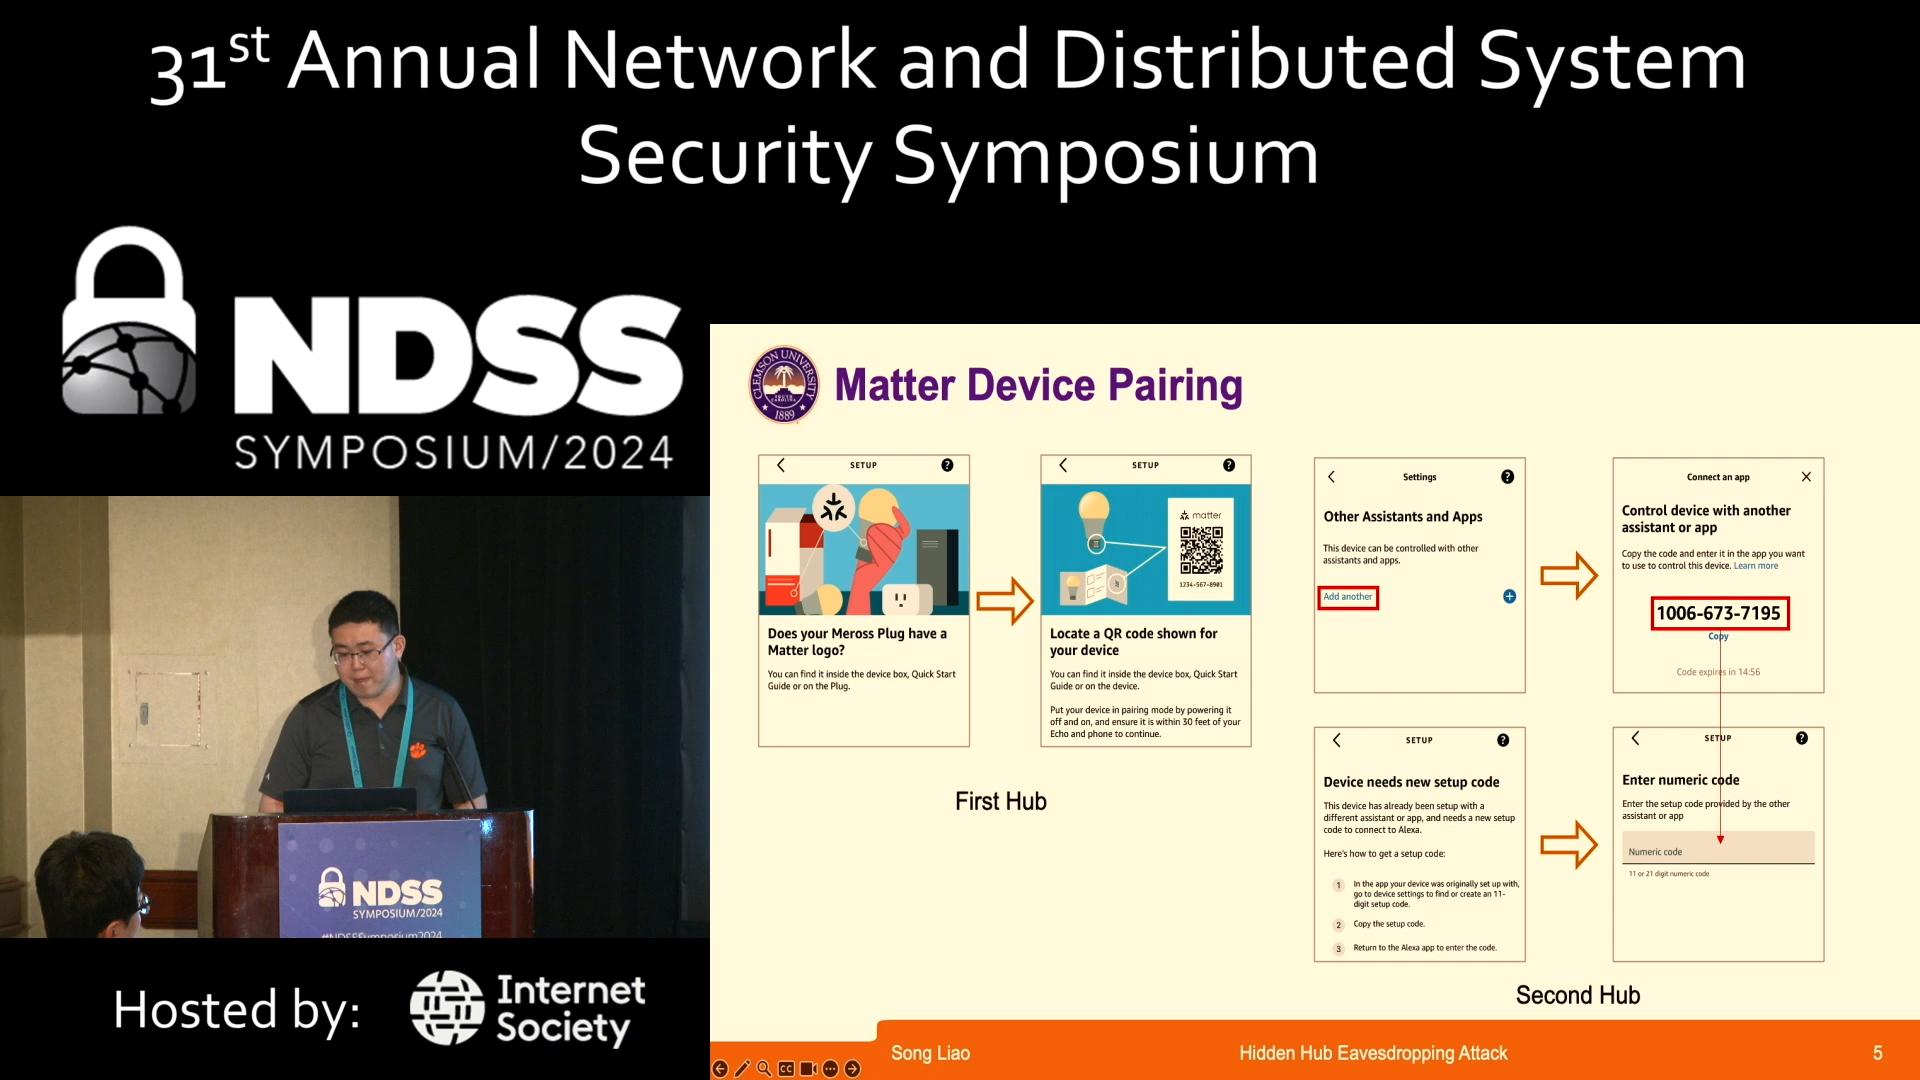 31st Annual Network and Distributed System
Security Symposium
NDSS
SYMPOSIUM/2024
NDSS
SYMPOSIUM/2024
#NDSSSymposium2024
Hosted by:
Internet
Society
CLEMSON UNIVERSITY
SOUTH CAROLINA
1889
Matter Device Pairing
SETUP
Does your Meross Plug have a
Matter logo?
You can find it inside the device box, Quick Start
Guide or on the Plug.
SETUP
matter
1234-567-8901
Locate a QR code shown for
your device
You can find it inside the device box, Quick Start
Guide or on the device.
Put your device in pairing mode by powering it
off and on, and ensure it is within 30 feet of your
Echo and phone to continue.
First Hub
Settings
Other Assistants and Apps
This device can be controlled with other
assistants and apps.
Add another
Connect an app
Control device with another
assistant or app
Copy the code and enter it in the app you want
to use to control this device. Learn more
1006-673-7195
Copy
Code expires in 14:56
SETUP
Device needs new setup code
This device has already been setup with a
different assistant or app, and needs a new setup
code to connect to Alexa.
Here's how to get a setup code:
1 In the app your device was originally set up with,
go to device settings to find or create an 11-
digit setup code.
2 Copy the setup code.
3 Return to the Alexa app to enter the code.
SETUP
Enter numeric code
Enter the setup code provided by the other
assistant or app
Numeric code
11 or 21 digit numeric code
Second Hub
Song Liao
Hidden Hub Eavesdropping Attack
5
CC